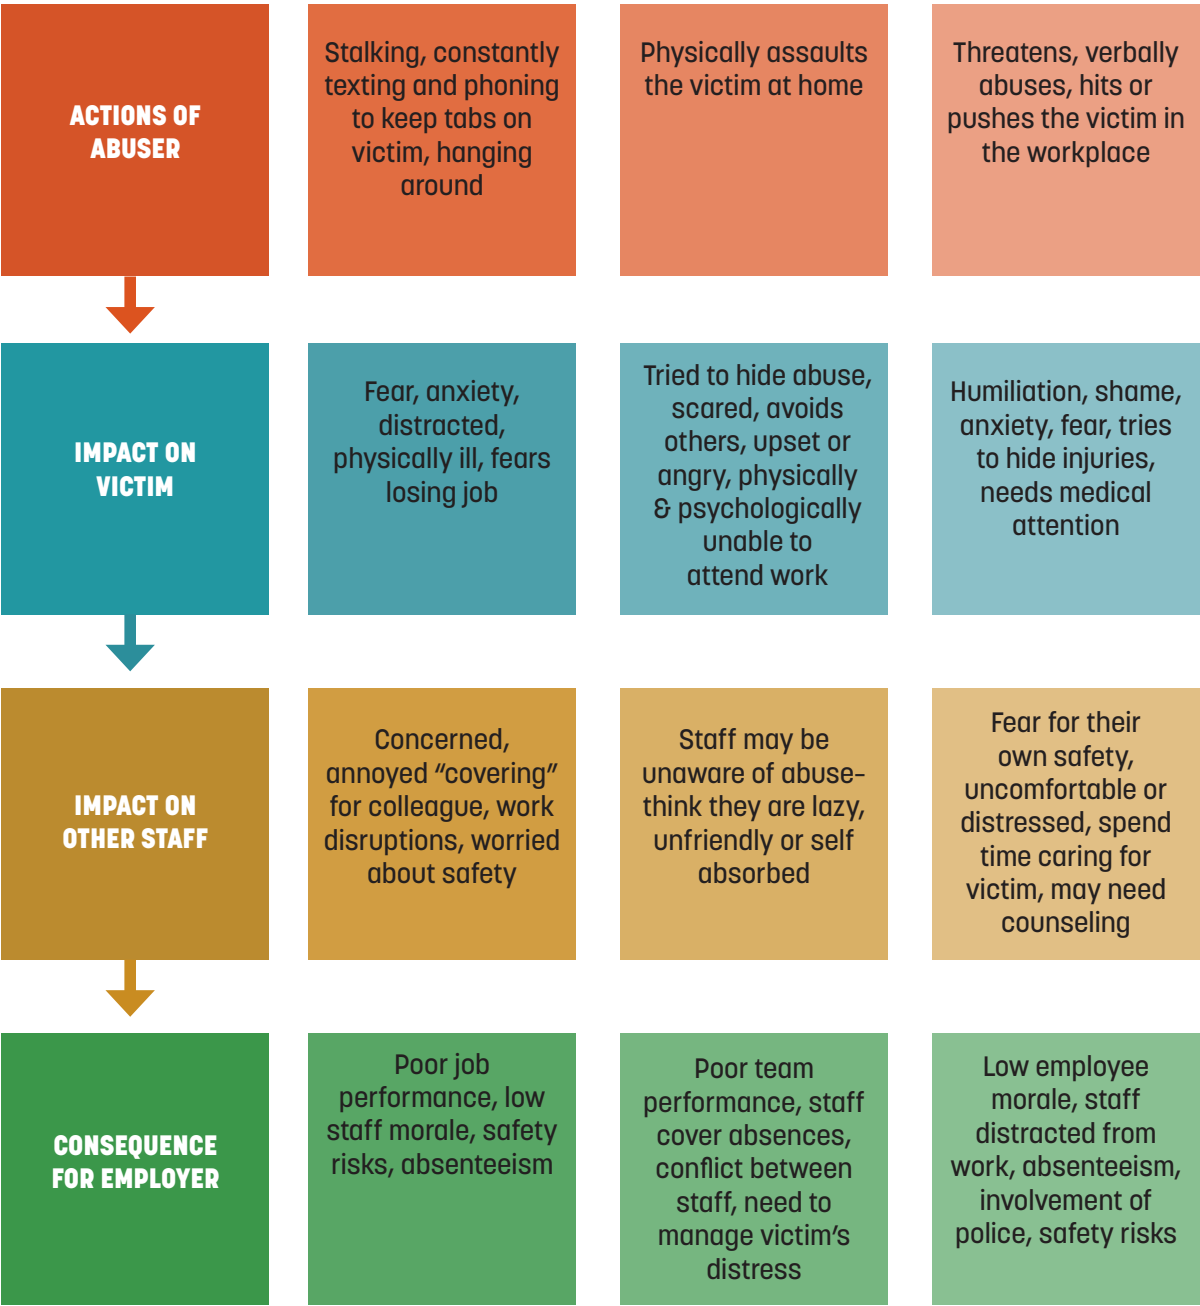 ACTIONS OF
ABUSER
Stalking, constantly
texting and phoning
to keep tabs on
victim, hanging
around
Physically assaults
the victim at home
Threatens, verbally
abuses, hits or
pushes the victim in
the workplace
IMPACT ON
VICTIM
Fear, anxiety,
distracted,
physically ill, fears
losing job
Tried to hide abuse,
scared, avoids
others, upset or
angry, physically
& psychologically
unable to
attend work
Humiliation, shame,
anxiety, fear, tries
to hide injuries,
needs medical
attention
IMPACT ON
OTHER STAFF
Concerned,
annoyed “covering”
for colleague, work
disruptions, worried
about safety
Staff may be
unaware of abuse-
think they are lazy,
unfriendly or self
absorbed
Fear for their
own safety,
uncomfortable or
distressed, spend
time caring for
victim, may need
counseling
CONSEQUENCE
FOR EMPLOYER
Poor job
performance, low
staff morale, safety
risks, absenteeism
Poor team
performance, staff
cover absences,
conflict between
staff, need to
manage victim’s
distress
Low employee
morale, staff
distracted from
work, absenteeism,
involvement of
police, safety risks